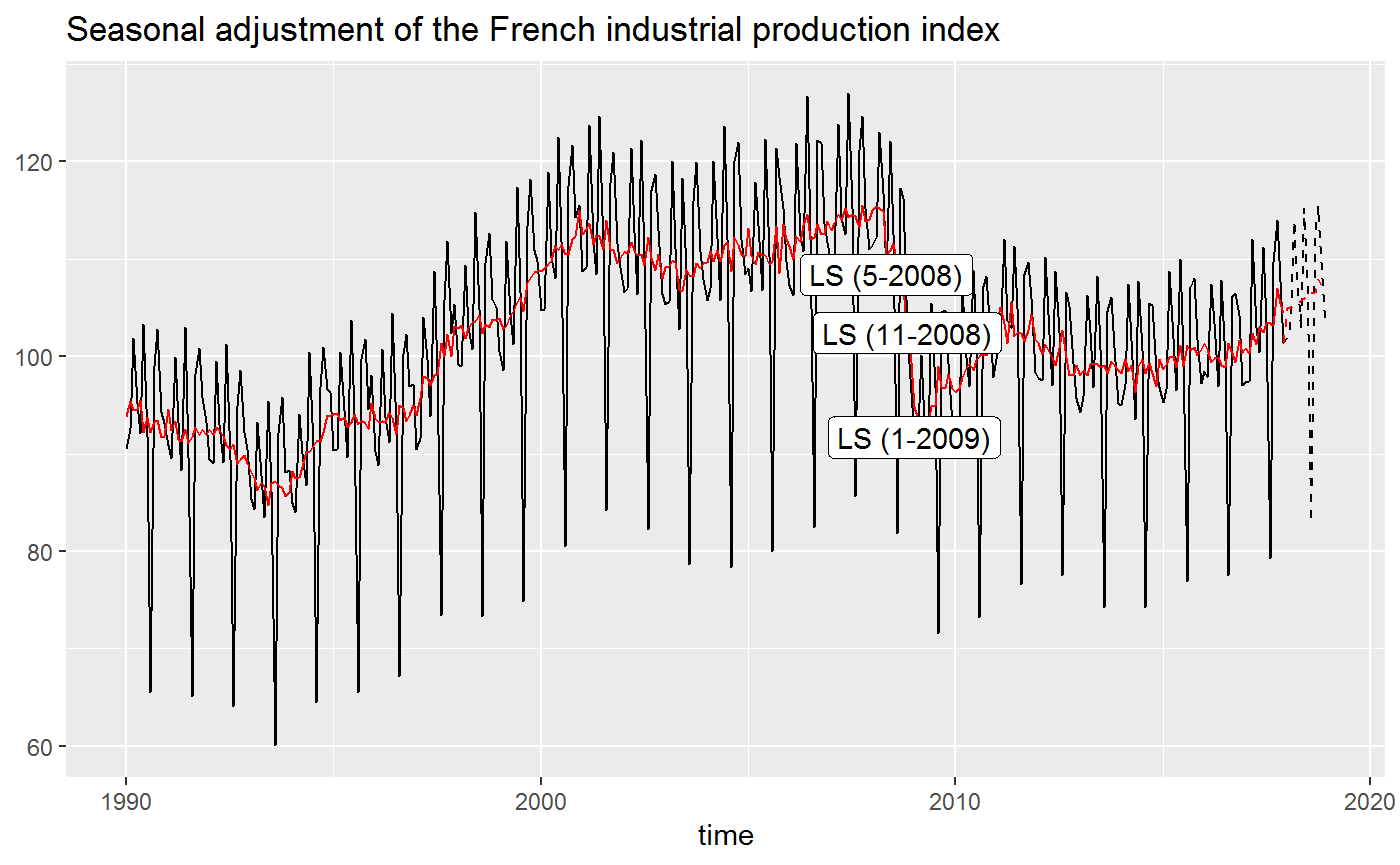 Seasonal adjustment of the French industrial production index
120
100
80
60
LS (5-2008)
LS (11-2008)
LS (1-2009)
1990
2000
2010
2020
time